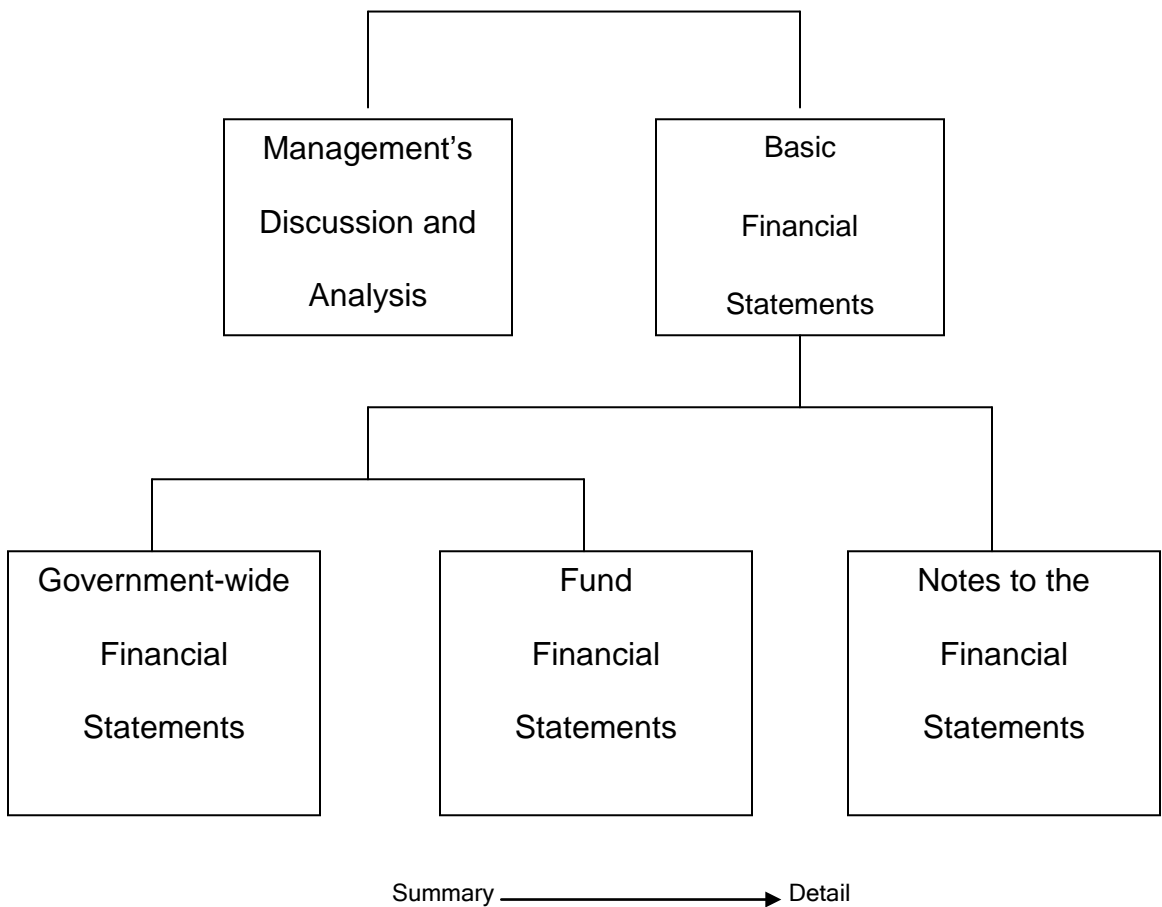 Management’s
Discussion and
Analysis
Basic
Financial
Statements
Government-wide
Financial
Statements
Fund
Financial
Statements
Notes to the
Financial
Statements
Summary Detail